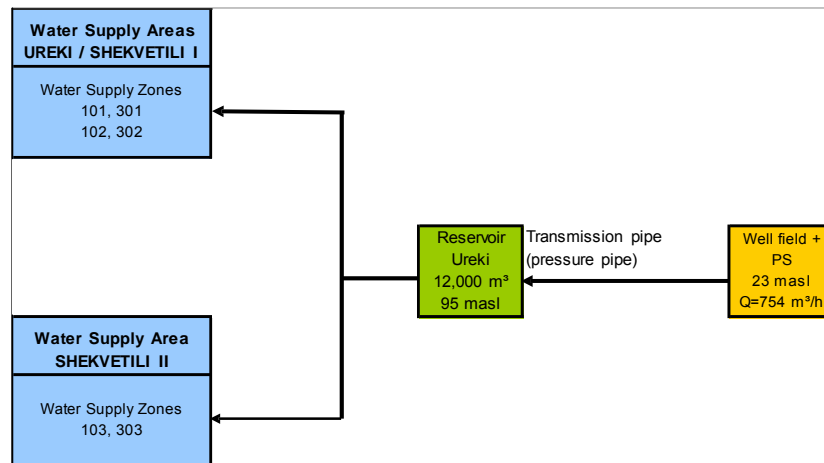 Water Supply Areas
UREKI / SHEKVETILI I
Water Supply Zones
101, 301
102, 302
Reservoir
Ureki
12,000 m³
95 masl
Transmission pipe
(pressure pipe)
Well field +
PS
23 masl
Q=754 m³/h
Water Supply Area
SHEKVETILI II
Water Supply Zones
103, 303